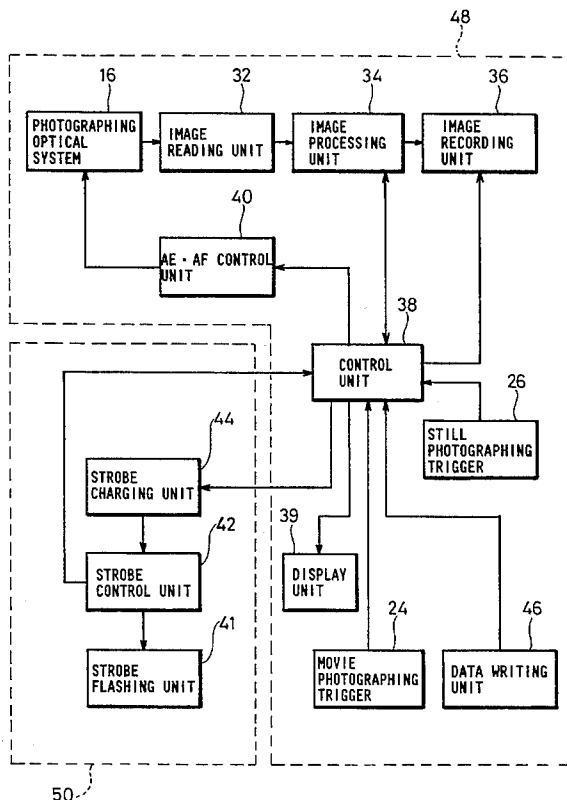 48
16
32
34
36
PHOTOGRAPHING
OPTICAL
SYSTEM
IMAGE
READING UNIT
IMAGE
PROCESSING
UNIT
IMAGE
RECORDING
UNIT
40
AE・AF CONTROL
UNIT
38
CONTROL
UNIT
26
STILL
PHOTOGRAPHING
TRIGGER
44
STROBE
CHARGING UNIT
42
STROBE
CONTROL UNIT
39
DISPLAY
UNIT
41
STROBE
FLASHING UNIT
24
MOVIE
PHOTOGRAPHING
TRIGGER
46
DATA WRITING
UNIT
50